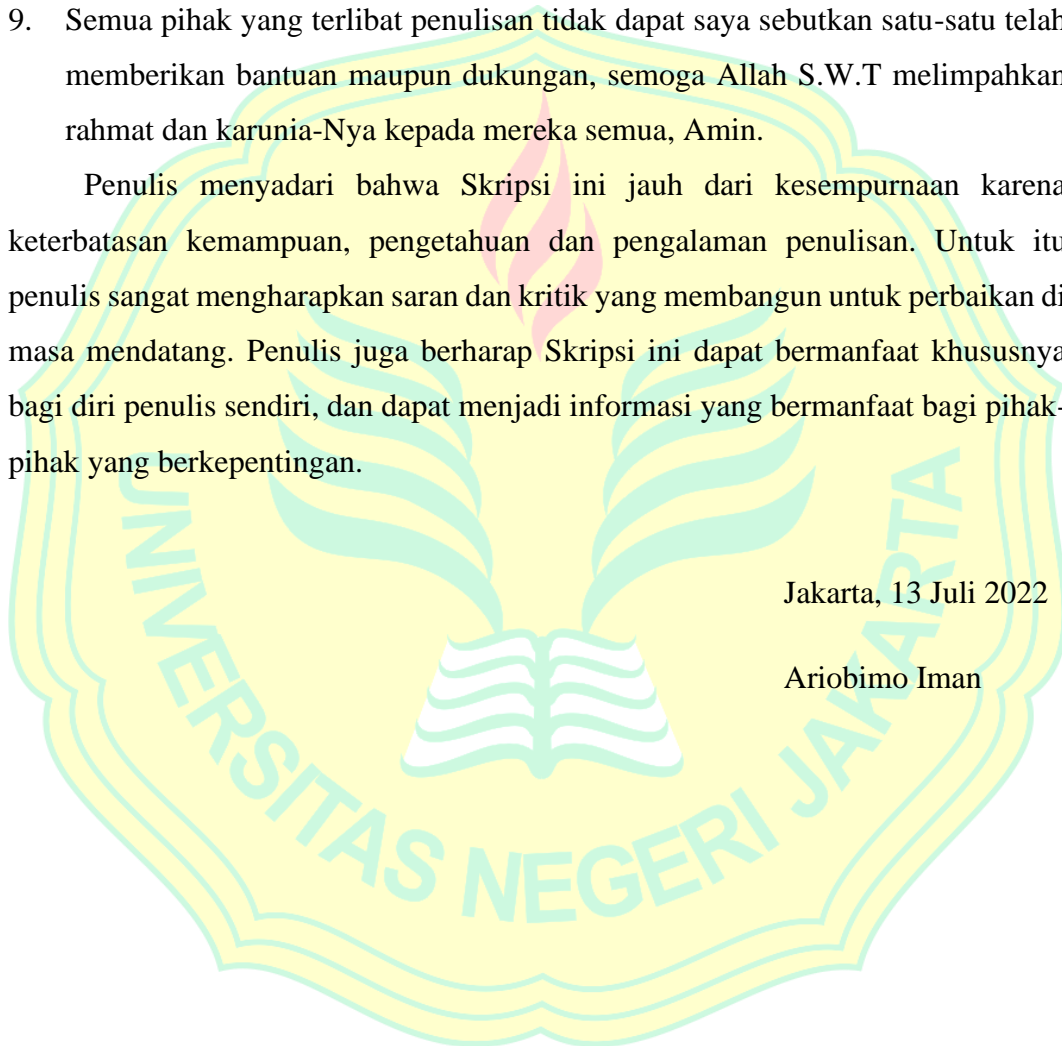 9. Semua pihak yang terlibat penulisan tidak dapat saya sebutkan satu-satu telah
memberikan bantuan maupun dukungan, semoga Allah S.W.T melimpahkan
rahmat dan karunia-Nya kepada mereka semua, Amin.
Penulis menyadari bahwa Skripsi ini jauh dari kesempurnaan karena
keterbatasan kemampuan, pengetahuan dan pengalaman penulisan. Untuk itu
penulis sangat mengharapkan saran dan kritik yang membangun untuk perbaikan di
masa mendatang. Penulis juga berharap Skripsi ini dapat bermanfaat khususnya
bagi diri penulis sendiri, dan dapat menjadi informasi yang bermanfaat bagi pihak-
pihak yang berkepentingan.
Jakarta, 13 Juli 2022
Ariobimo Iman
UNIVERSITAS NEGERI JAKARTA